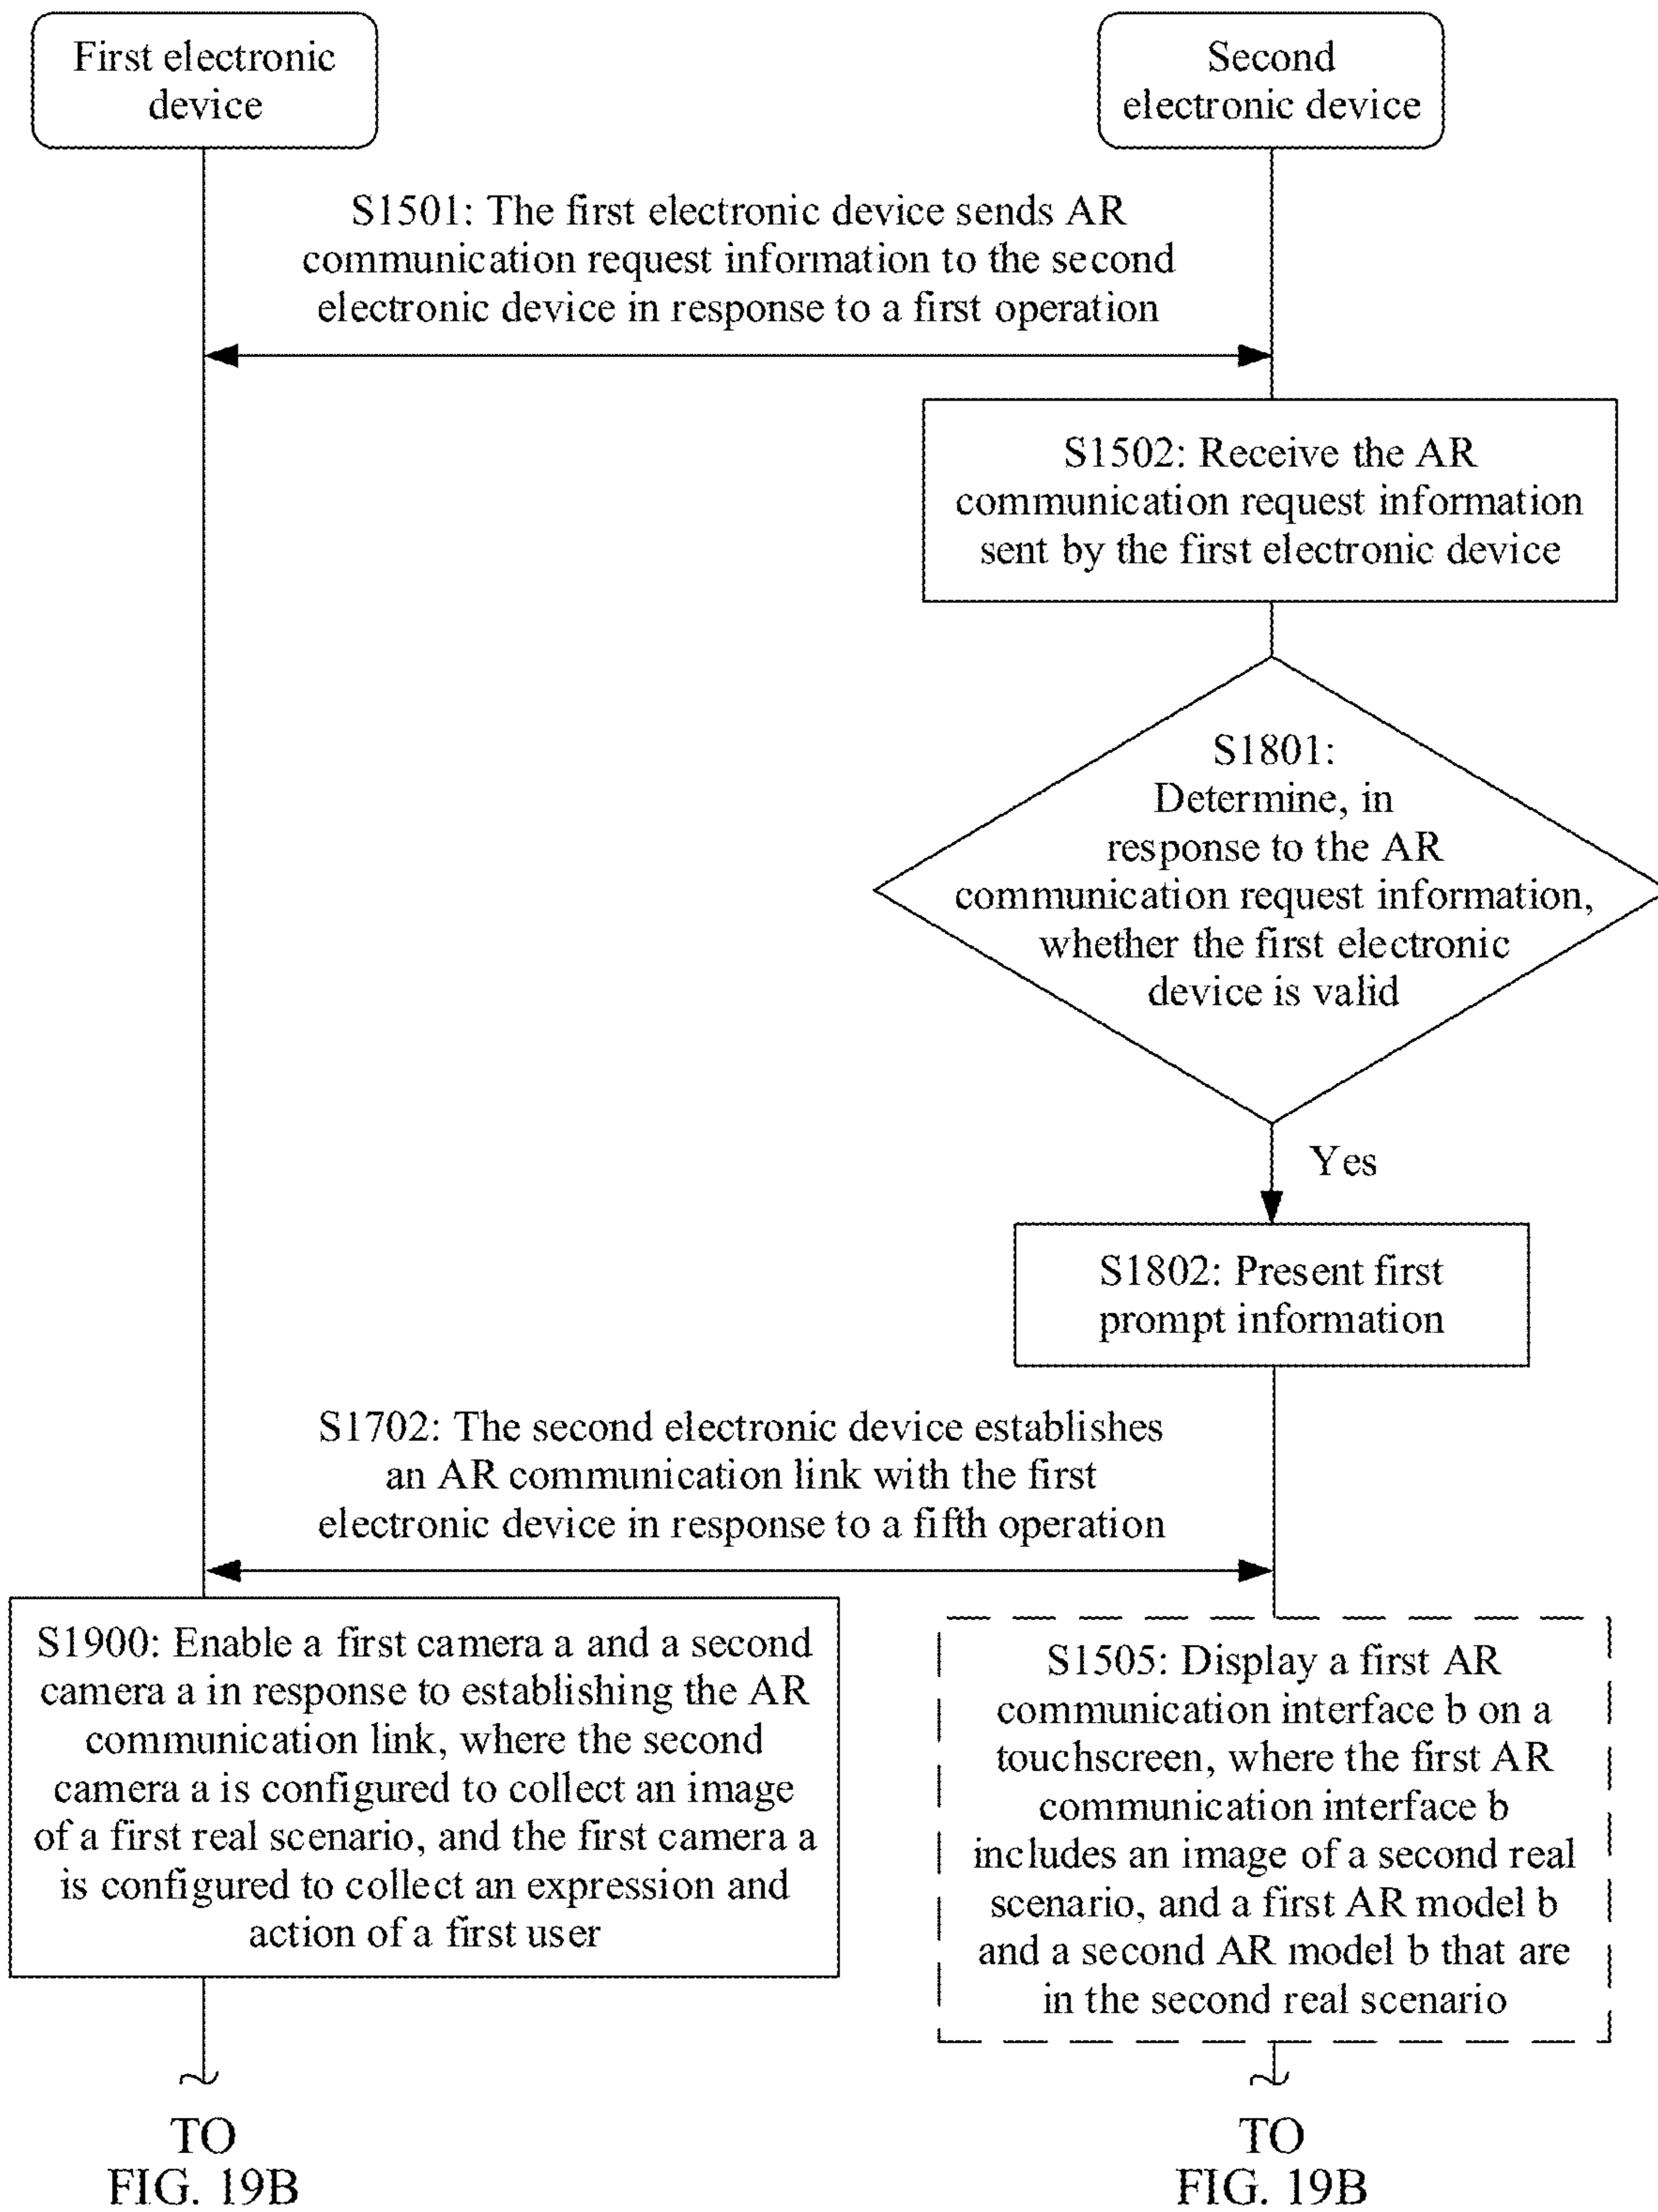 First electronic
device
Second
electronic device
S1501: The first electronic device sends AR
communication request information to the second
electronic device in response to a first operation
S1502: Receive the AR
communication request information
sent by the first electronic device
S1801:
Determine, in
response to the AR
communication request information,
whether the first electronic
device is valid
Yes
S1802: Present first
prompt information
S1702: The second electronic device establishes
an AR communication link with the first
electronic device in response to a fifth operation
S1900: Enable a first camera a and a second
camera a in response to establishing the AR
communication link, where the second
camera a is configured to collect an image
of a first real scenario, and the first camera a
is configured to collect an expression and
action of a first user
S1505: Display a first AR
communication interface b on a
touchscreen, where the first AR
communication interface b
includes an image of a second real
scenario, and a first AR model b
and a second AR model b that are
in the second real scenario
TO
FIG. 19B
TO
FIG. 19B